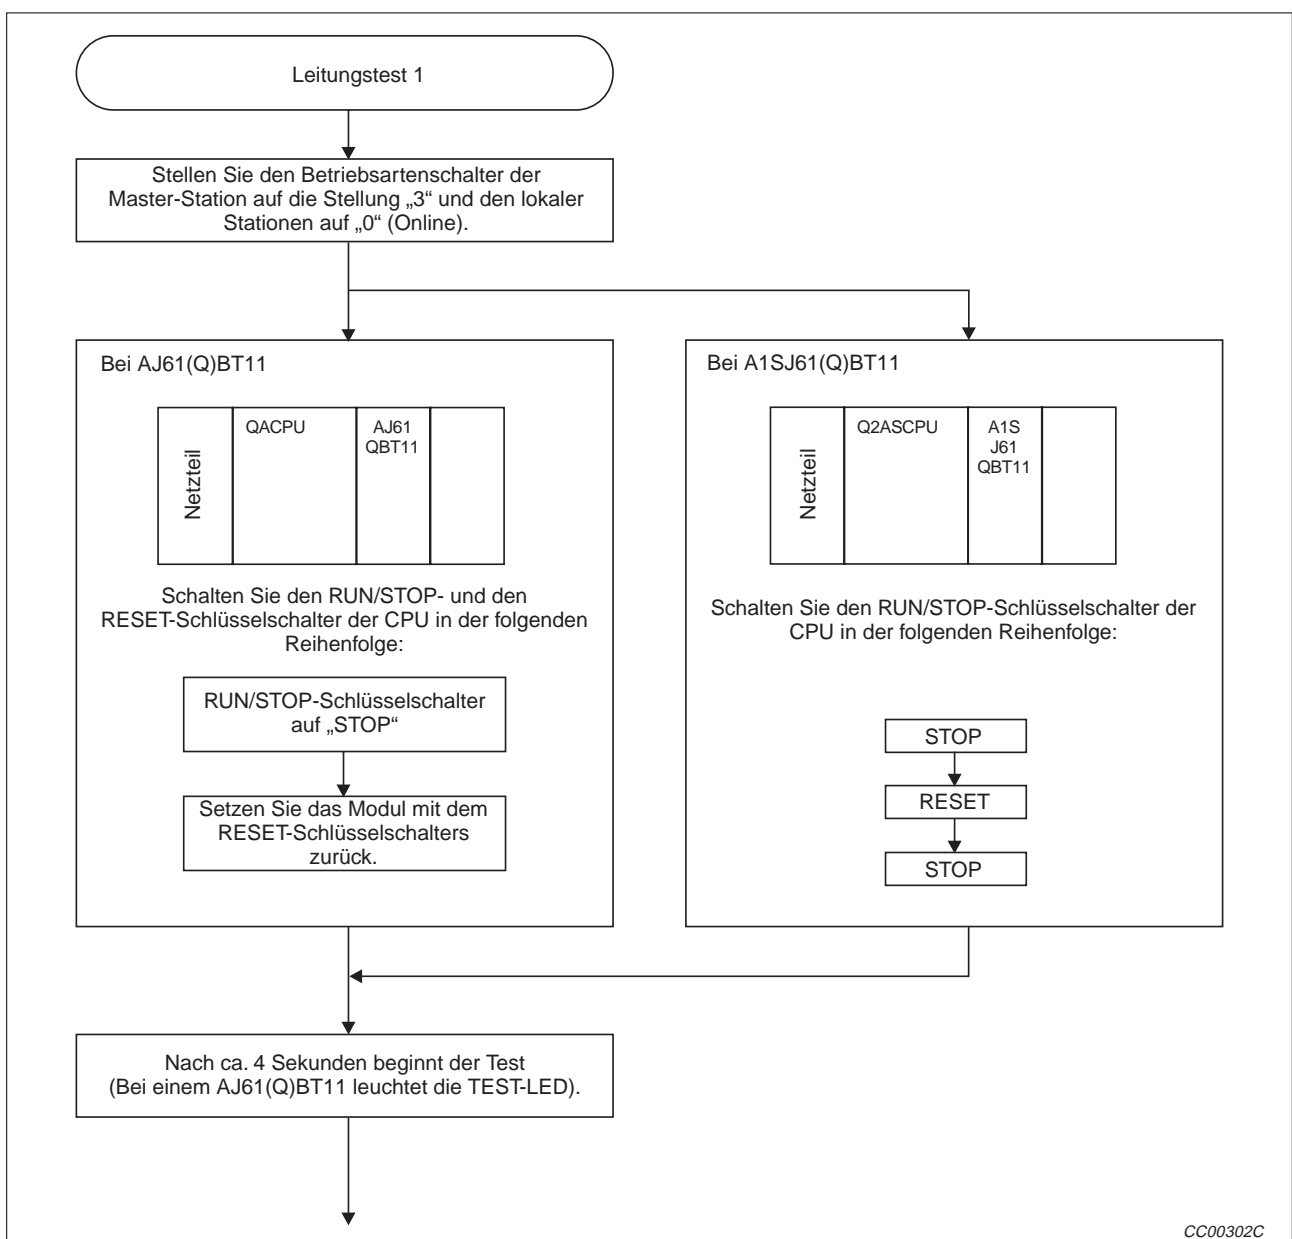 Leitungstest 1
Stellen Sie den Betriebsartenschalter der
Master-Station auf die Stellung „3“ und den lokaler
Stationen auf „0“ (Online).
Bei AJ61(Q)BT11
Netzteil
QACPU
AJ61
QBT11
Schalten Sie den RUN/STOP- und den
RESET-Schlüsselschalter der CPU in der folgenden
Reihenfolge:
RUN/STOP-Schlüsselschalter
auf „STOP“
Setzen Sie das Modul mit dem
RESET-Schlüsselschalters
zurück.
Bei A1SJ61(Q)BT11
Netzteil
Q2ASCPU
A1S
J61
QBT11
Schalten Sie den RUN/STOP-Schlüsselschalter der
CPU in der folgenden Reihenfolge:
STOP
RESET
STOP
Nach ca. 4 Sekunden beginnt der Test
(Bei einem AJ61(Q)BT11 leuchtet die TEST-LED).
CC00302C